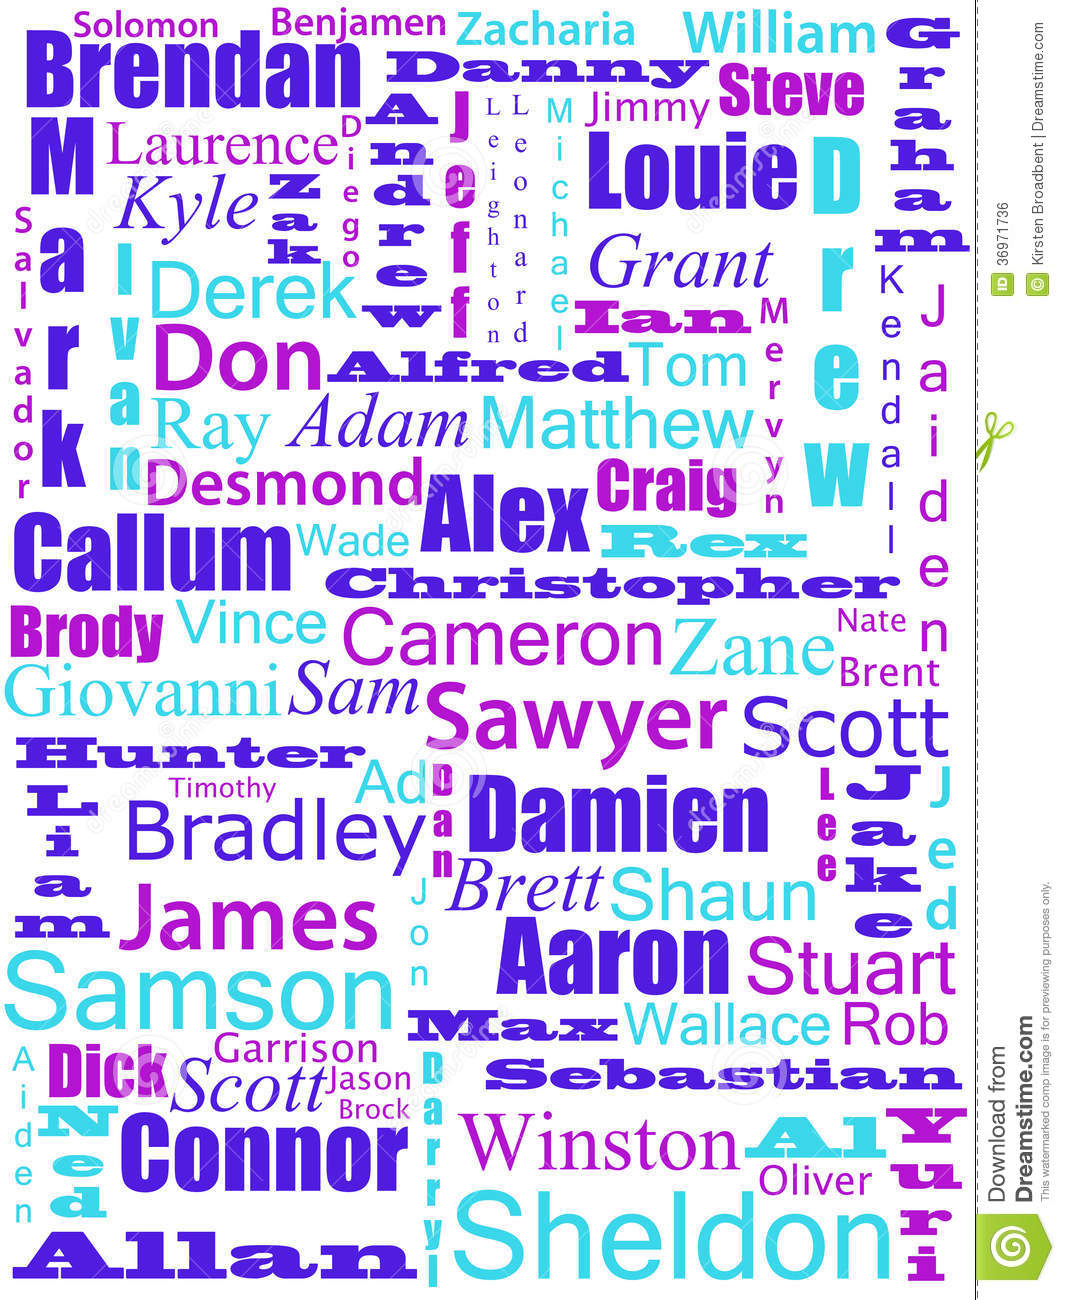 Solomon
Benjamen
Zacharia
William
Graham
Brendan
Danny
Steve
Mark
Laurence
Diego
Andrew
Jeff
Leighton
Leonard
Michael
Jimmy
Louie
Drew
Kyle
Zak
Salvador
Ivan
Derek
Grant
Ian
Mervyn
Kendall
Jaiden
Don
Alfred
Tom
Ray
Adam
Matthew
Desmond
Alex
Craig
Callum
Wade
Rex
Christopher
Brody
Vince
Cameron
Zane
Nate
Brent
Giovanni
Sam
Sawyer
Scott
Hunter
Timothy
Ad
Dan
Damien
Lee
Jake
Jed
Liam
Bradley
Brett
Shaun
Jon
James
Aaron
Stuart
Samson
Max
Wallace
Rob
Aiden
Dick
Garrison
Scott
Jason
Brock
Darryl
Sebastian
Ned
Connor
Winston
Al
Yuri
Oliver
Sheldon
Allan
ID 36971736
© Kirsten Broadbent | Dreamstime.com
Download from
Dreamstime.com
This watermarked comp image is for previewing purposes only.